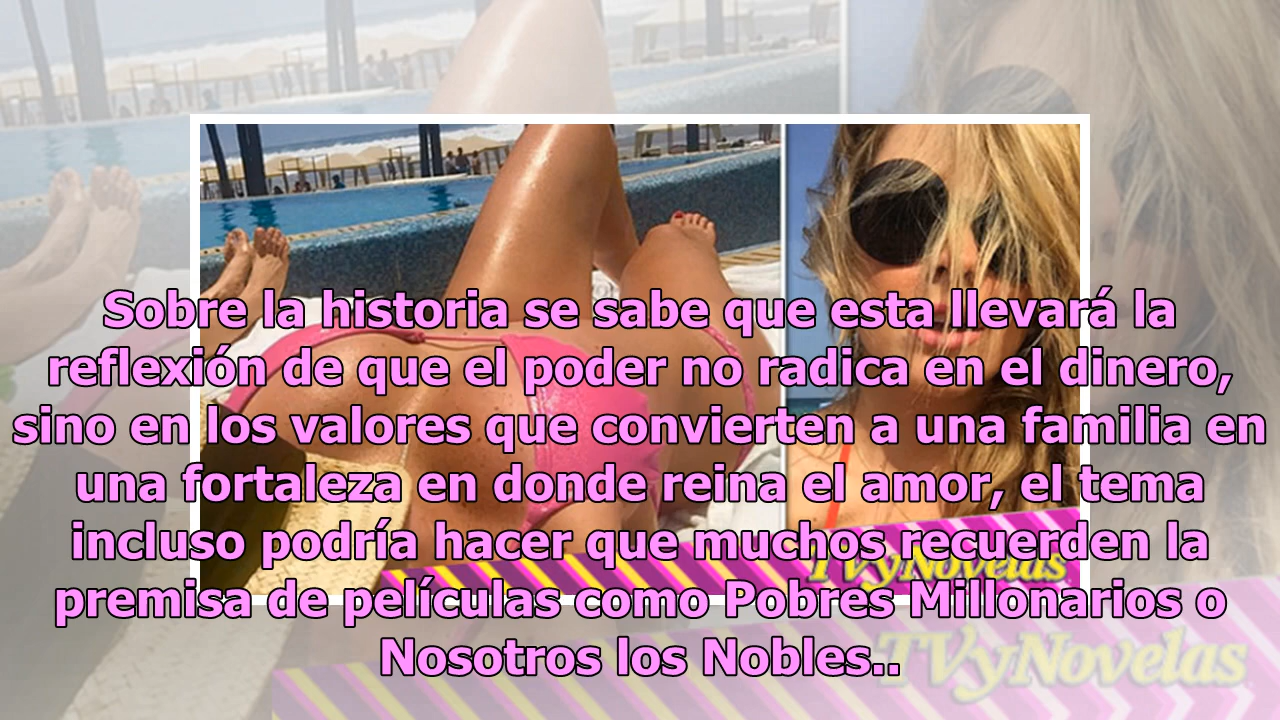 Sobre la historia se sabe que esta llevará la
reflexión de que el poder no radica en el dinero,
sino en los valores que convierten a una familia en
una fortaleza en donde reina el amor, el tema
incluso podría hacer que muchos recuerden la
premisa de películas como Pobres Millonarios o
Nosotros los Nobles..
TVyNovelas
TVyNovelas